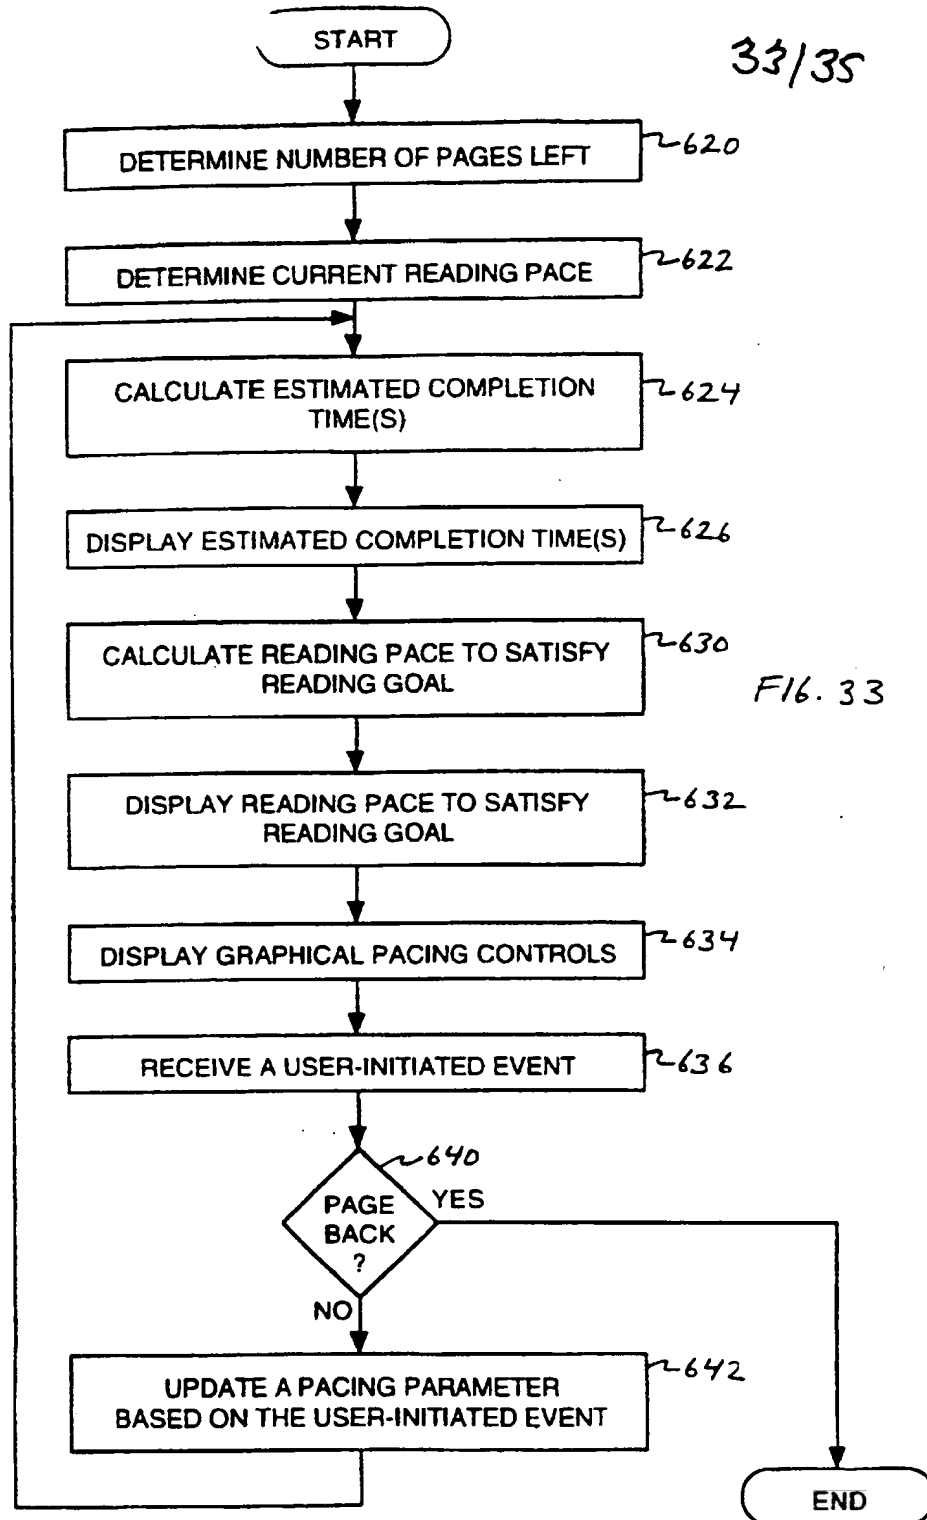 START
33/35
DETERMINE NUMBER OF PAGES LEFT
620
DETERMINE CURRENT READING PACE
622
CALCULATE ESTIMATED COMPLETION
TIME(S)
624
DISPLAY ESTIMATED COMPLETION TIME(S)
626
CALCULATE READING PACE TO SATISFY
READING GOAL
630
FIG. 33
DISPLAY READING PACE TO SATISFY
READING GOAL
632
DISPLAY GRAPHICAL PACING CONTROLS
634
RECEIVE A USER-INITIATED EVENT
636
640
PAGE
BACK
?
YES
NO
UPDATE A PACING PARAMETER
BASED ON THE USER-INITIATED EVENT
642
END